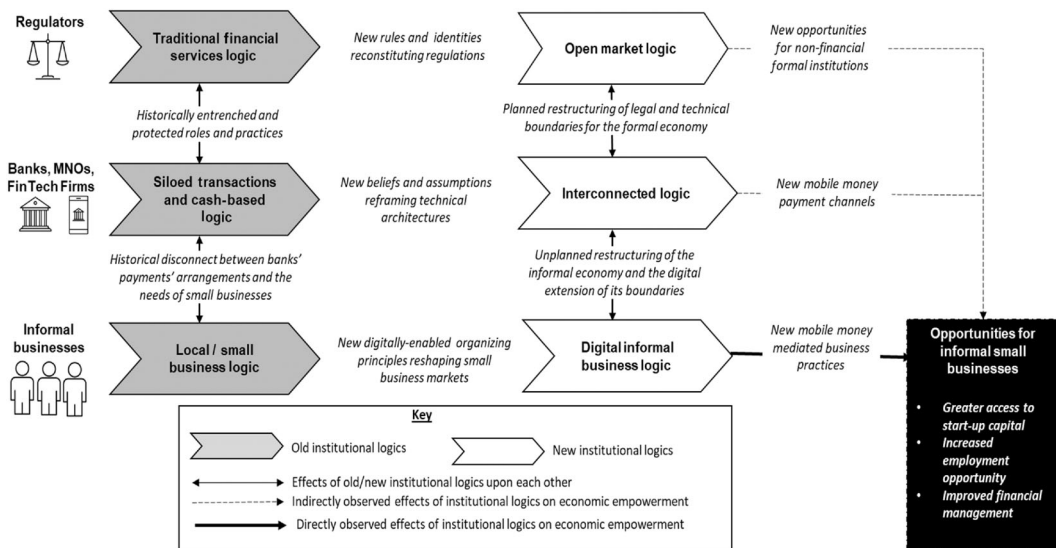 Regulators
Traditional financial
services logic
New rules and identities
reconstituting regulations
Open market logic
New opportunities
for non-financial
formal institutions
Historically entrenched and
protected roles and practices
Planned restructuring of legal and technical
boundaries for the formal economy
Banks, MNOs,
FinTech Firms
Siloed transactions
and cash-based
logic
New beliefs and assumptions
reframing technical
architectures
Interconnected logic
New mobile money
payment channels
Historical disconnect between banks'
payments' arrangements and the
needs of small businesses
Unplanned restructuring of the
informal economy and the digital
extension of its boundaries
Informal
businesses
Local / small
business logic
New digitally-enabled organizing
principles reshaping small
business markets
Digital informal
business logic
New mobile money
mediated business
practices
Opportunities for
informal small
businesses
• Greater access to
start-up capital
• Increased
employment
opportunity
• Improved financial
management
Key
Old institutional logics
New institutional logics
Effects of old/new institutional logics upon each other
Indirectly observed effects of institutional logics on economic empowerment
Directly observed effects of institutional logics on economic empowerment